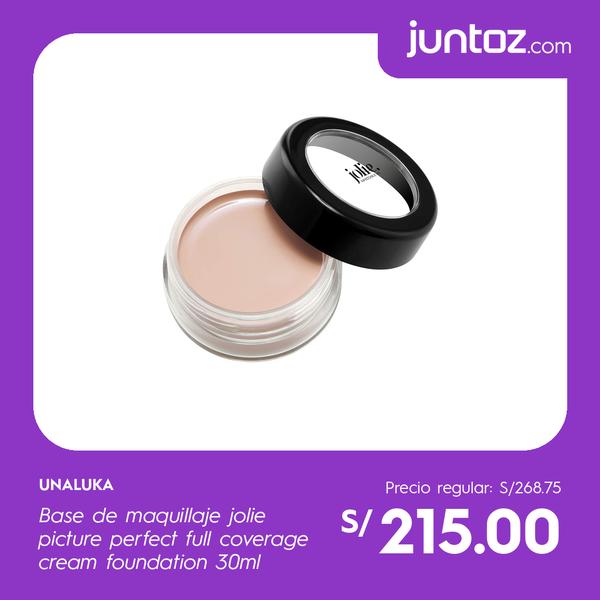 juntoz.com
jolie.
UNALUKA
Base de maquillaje jolie
picture perfect full coverage
cream foundation 30ml
Precio regular: S/268.75
S/215.00